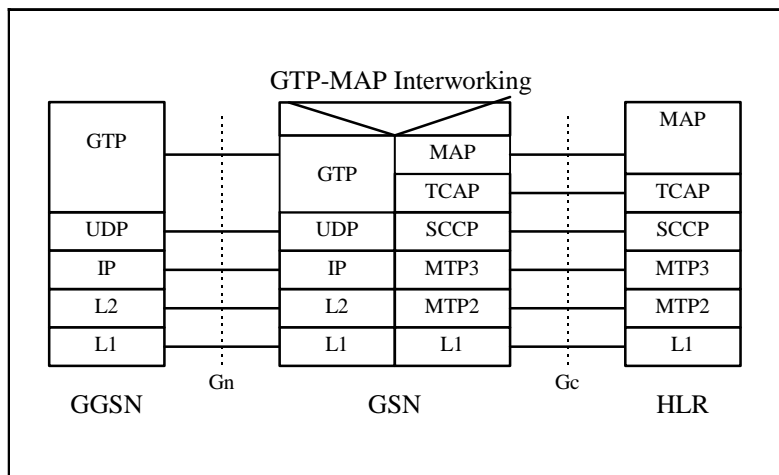 GTP-MAP Interworking
GTP
GTP
MAP
MAP
TCAP
TCAP
UDP
UDP
SCCP
SCCP
IP
IP
MTP3
MTP3
L2
L2
MTP2
MTP2
L1
L1
L1
L1
Gn
Gc
GGSN
GSN
HLR